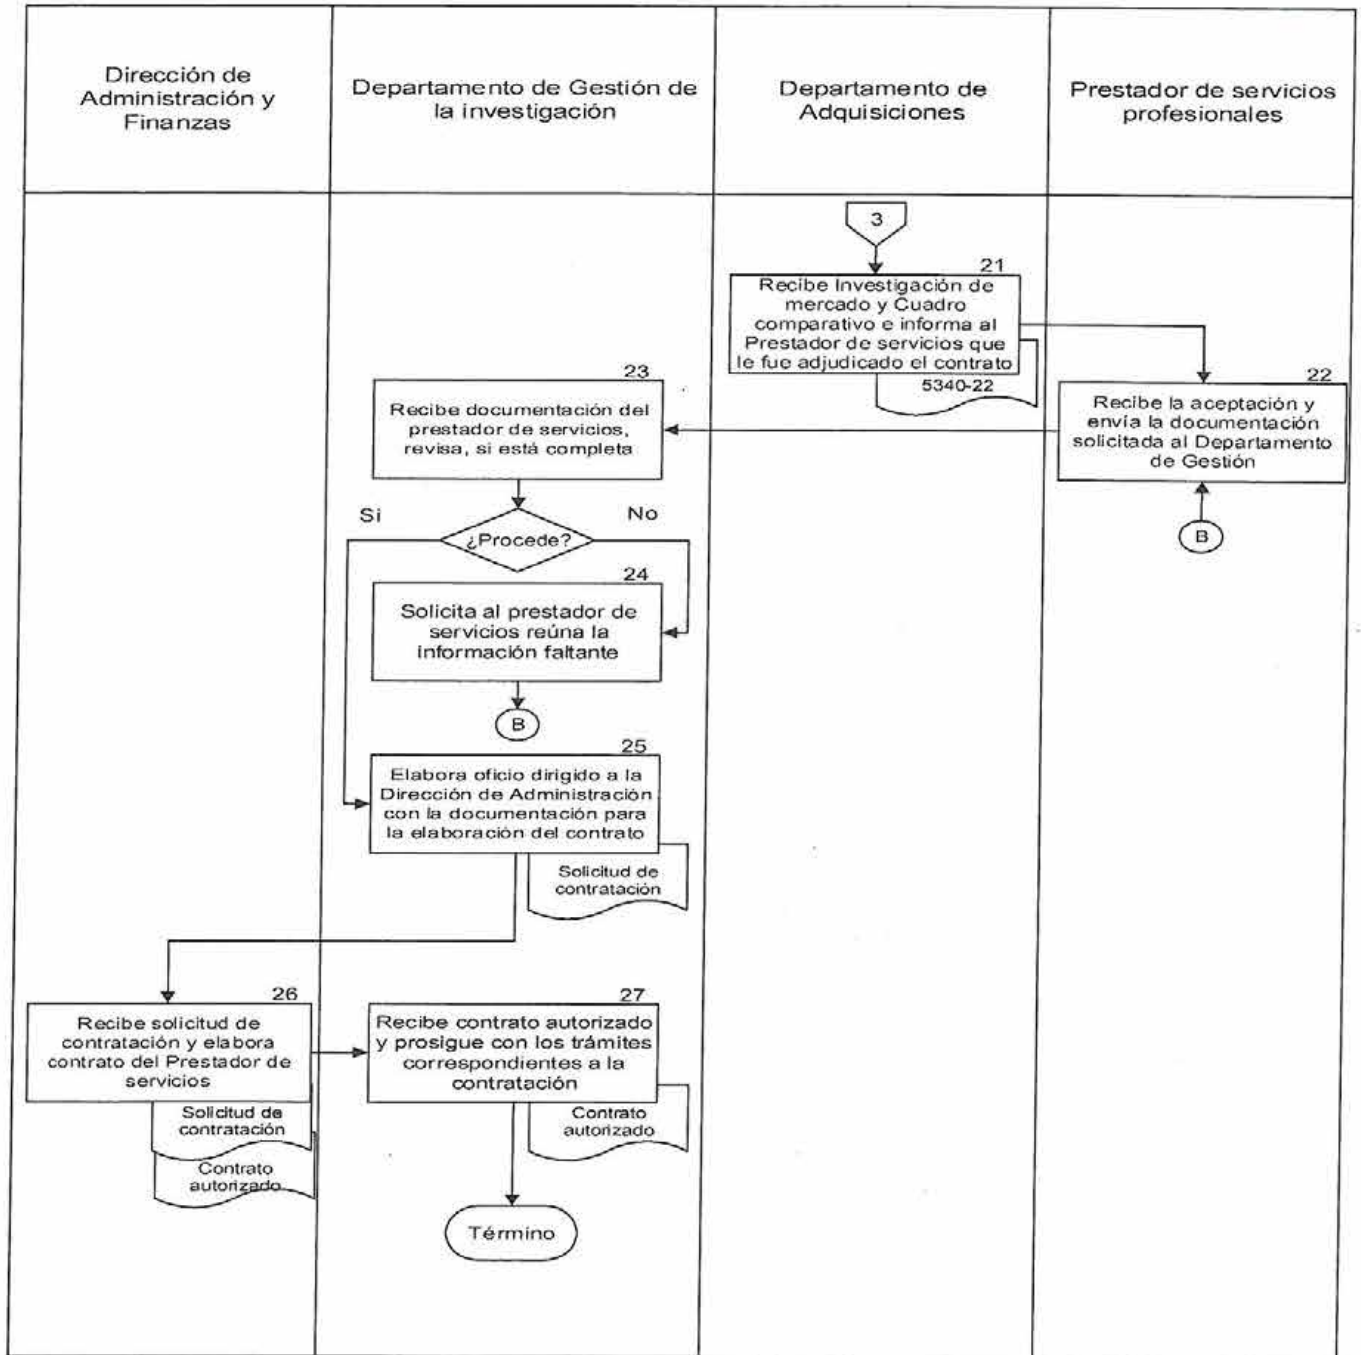 Dirección de
Administración y
Finanzas
Departamento de Gestión de
la investigación
Departamento de
Adquisiciones
Prestador de servicios
profesionales
3
21
Recibe Investigación de
mercado y Cuadro
comparativo e informa al
Prestador de servicios que
le fue adjudicado el contrato
5340-22
22
Recibe la aceptación y
envía la documentación
solicitada al Departamento
de Gestión
B
23
Recibe documentación del
prestador de servicios,
revisa, si está completa
Si
No
¿Procede?
24
Solicita al prestador de
servicios reúna la
información faltante
B
25
Elabora oficio dirigido a la
Dirección de Administración
con la documentación para
la elaboración del contrato
Solicitud de
contratación
26
Recibe solicitud de
contratación y elabora
contrato del Prestador de
servicios
Solicitud de
contratación
Contrato
autorizado
27
Recibe contrato autorizado
y prosigue con los trámites
correspondientes a la
contratación
Contrato
autorizado
Término